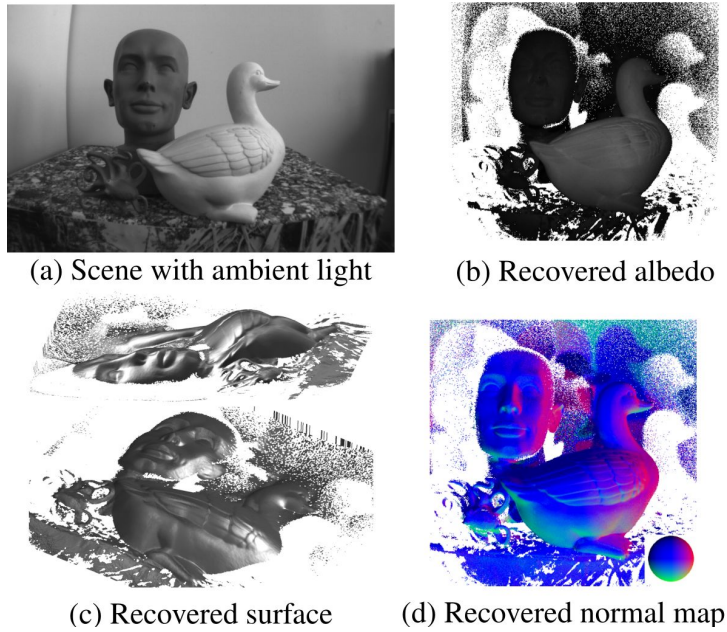 (a) Scene with ambient light
(b) Recovered albedo
(c) Recovered surface
(d) Recovered normal map